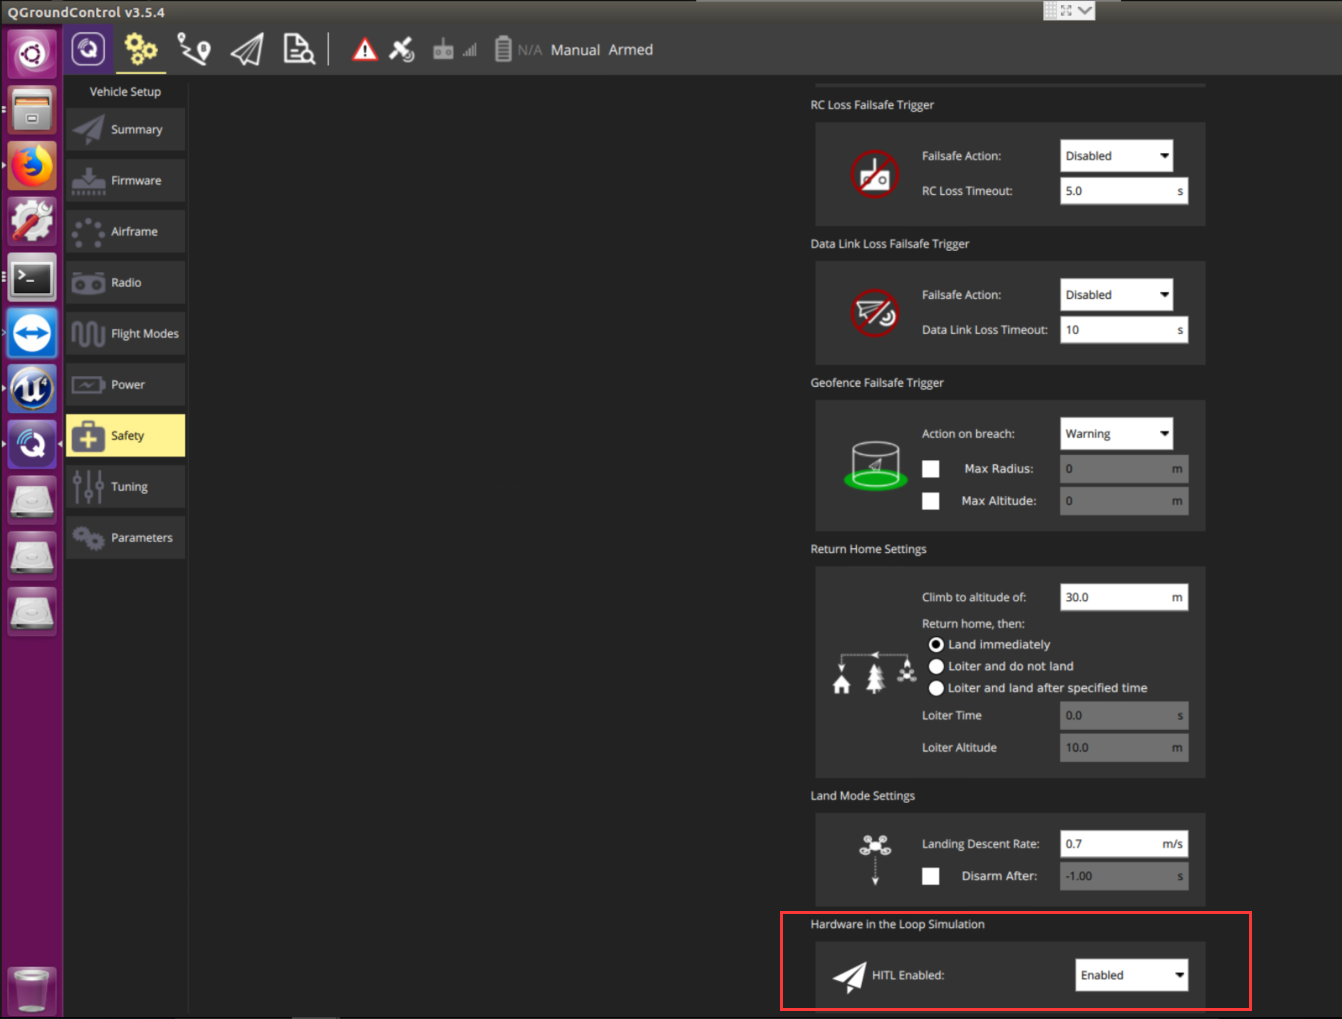 QGroundControl v3.5.4
N/A Manual Armed
Vehicle Setup
Summary
Firmware
Airframe
Radio
Flight Modes
Power
Safety
Tuning
Parameters
RC Loss Failsafe Trigger
Failsafe Action: Disabled
RC Loss Timeout: 5.0 s
Data Link Loss Failsafe Trigger
Failsafe Action: Disabled
Data Link Loss Timeout: 10 s
Geofence Failsafe Trigger
Action on breach: Warning
Max Radius: 0 m
Max Altitude: 0 m
Return Home Settings
Climb to altitude of: 30.0 m
Return home, then:
Land immediately
Loiter and do not land
Loiter and land after specified time
Loiter Time 0.0 s
Loiter Altitude 10.0 m
Land Mode Settings
Landing Descent Rate: 0.7 m/s
Disarm After: -1.00 s
Hardware in the Loop Simulation
HITL Enabled: Enabled